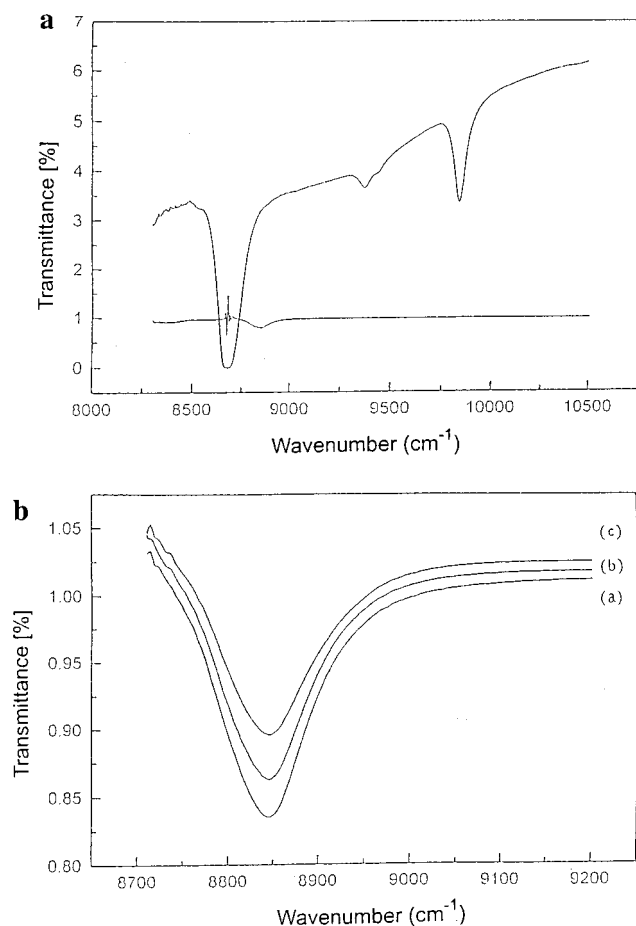 a
7
6
5
4
3
2
1
0
Transmittance [%]
8000 8500 9000 9500 10000 10500
Wavenumber (cm⁻¹)
b
1.05
1.00
0.95
0.90
0.85
0.80
Transmittance [%]
(c)
(b)
(a)
8700 8800 8900 9000 9100 9200
Wavenumber (cm⁻¹)